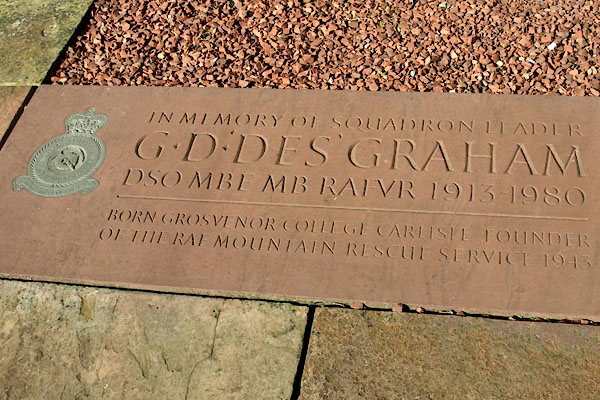 IN MEMORY OF SQUADRON LEADER
G·D·'DES' G·GRAHAM
DSO MBE MB RAFVR 1913-1980
BORN GROSVENOR COLLEGE CARLISLE FOUNDER
OF THE RAF MOUNTAIN RESCUE SERVICE 1943